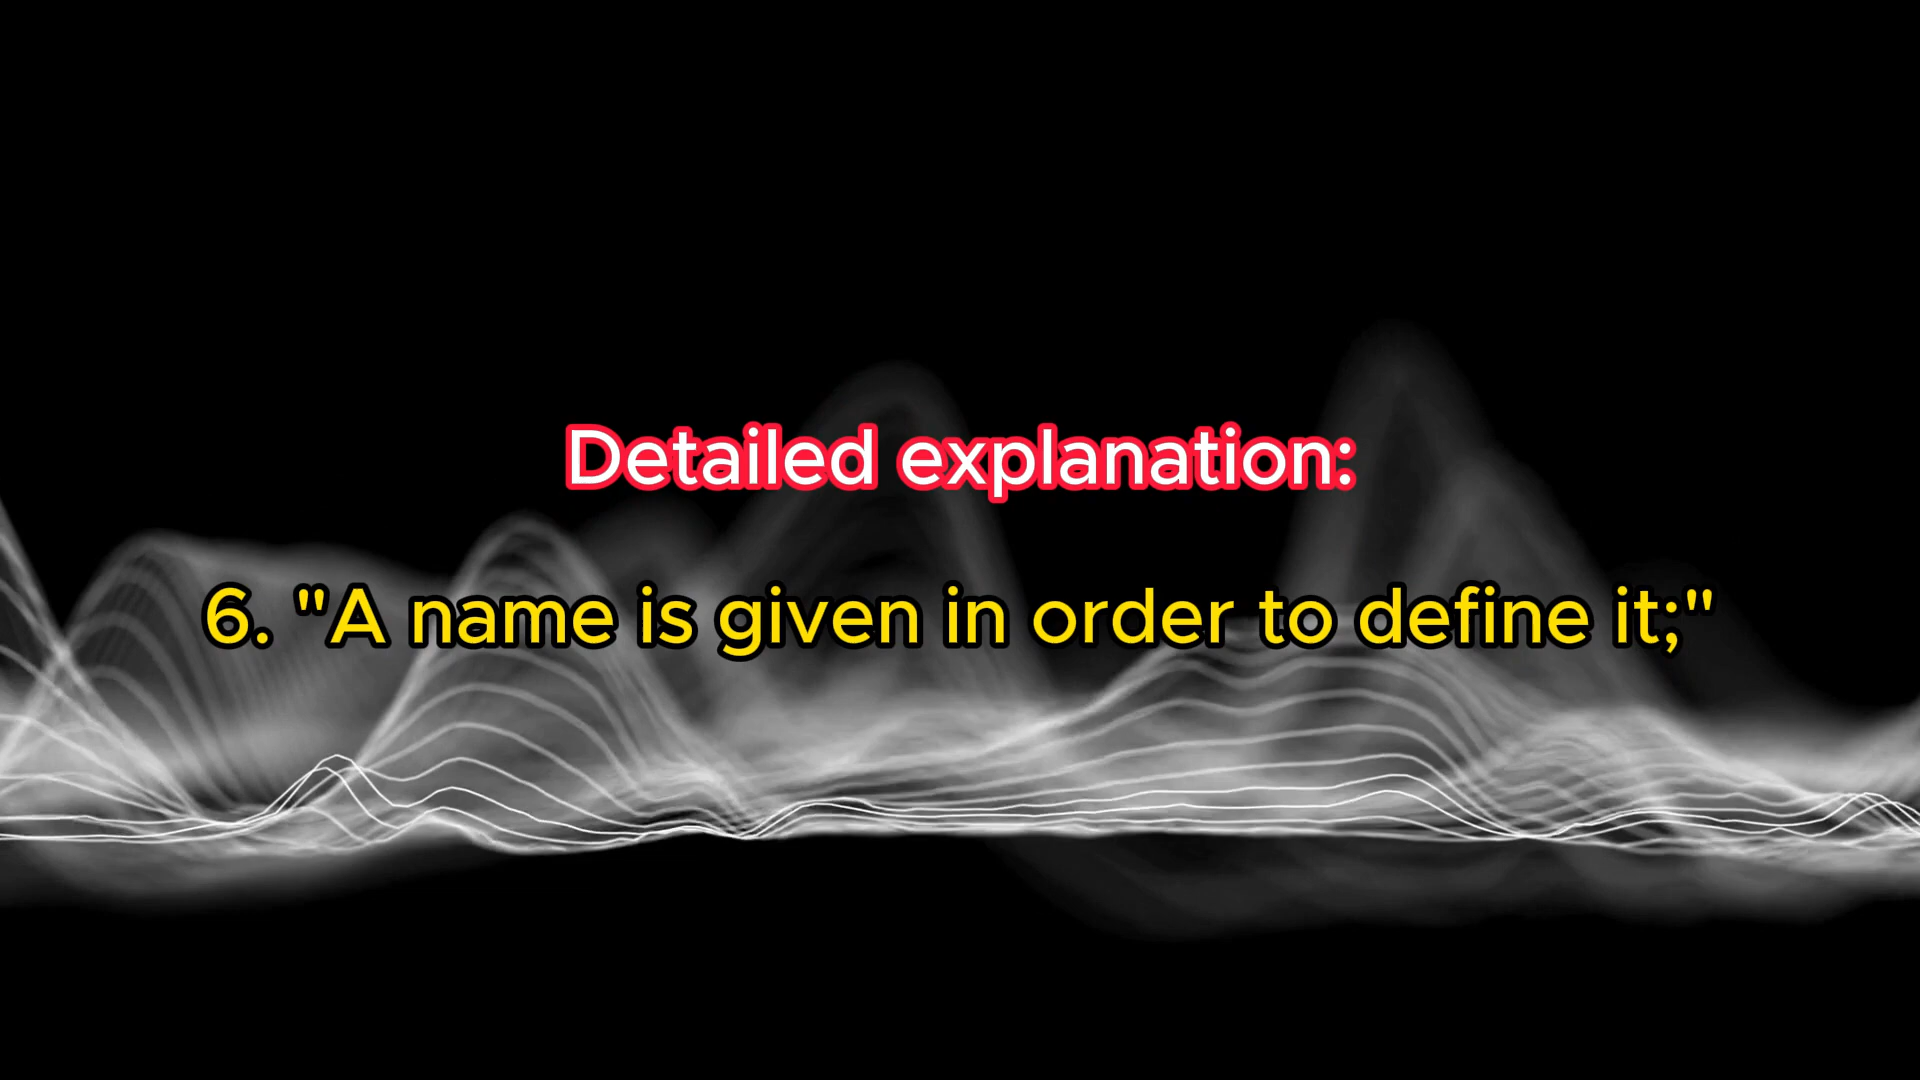 Detailed explanation:
6. "A name is given in order to define it;"